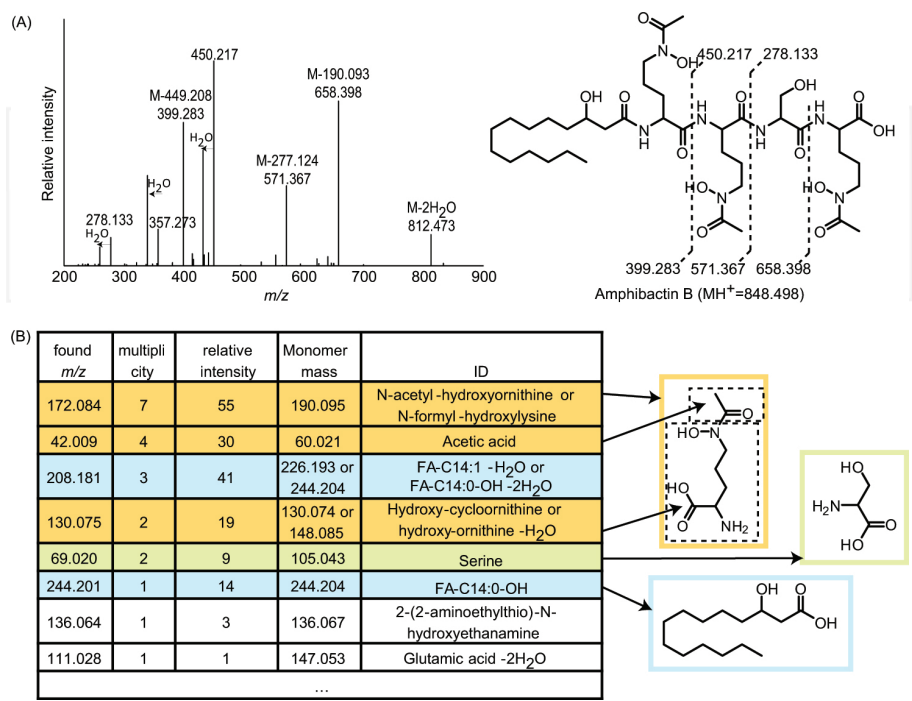 (A)
Relative intensity
450.217
M-190.093
658.398
M-449.208
399.283
H2O
H2O
M-277.124
571.367
278.133
357.273
H2O
M-2H2O
812.473
200 300 400 500 600 700 800 900
m/z
O
N
OH
450.217 278.133
OH O
N
H
O
H
N
O
N
H
HO
O
H
N
O
OH
HO
N
O
HO
N
O
399.283 571.367 658.398
Amphibactin B (MH+=848.498)
(B)
found
m/z
multipli
city
relative
intensity
Monomer
mass
ID
172.084 7 55 190.095 N-acetyl -hydroxyornithine or
N-formyl -hydroxylysine
42.009 4 30 60.021 Acetic acid
208.181 3 41 226.193 or
244.204
FA-C14:1 -H2O or
FA-C14:0-OH -2H2O
130.075 2 19 130.074 or
148.085
Hydroxy-cycloornithine or
hydroxy-ornithine -H2O
69.020 2 9 105.043 Serine
244.201 1 14 244.204 FA-C14:0-OH
136.064 1 3 136.067 2-(2-aminoethylthio)-N-
hydroxyethanamine
111.028 1 1 147.053 Glutamic acid -2H2O
...
O
HO N
HO
O
NH2
HO
H2N
O
HO
OH O
OH